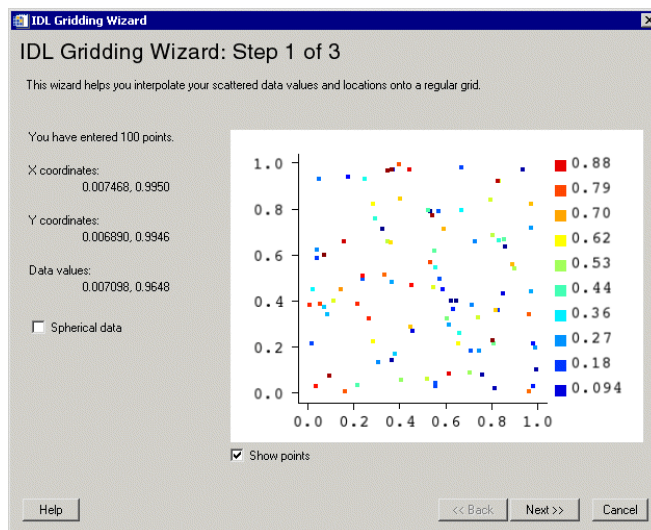 IDL Gridding Wizard
IDL Gridding Wizard: Step 1 of 3
This wizard helps you interpolate your scattered data values and locations onto a regular grid.
You have entered 100 points.
X coordinates:
0.007468, 0.9950
Y coordinates:
0.006890, 0.9946
Data values:
0.007098, 0.9648
Spherical data
1.0
0.8
0.6
0.4
0.2
0.0
0.0 0.2 0.4 0.6 0.8 1.0
0.88
0.79
0.70
0.62
0.53
0.44
0.36
0.27
0.18
0.094
Show points
Help
<< Back
Next >>
Cancel